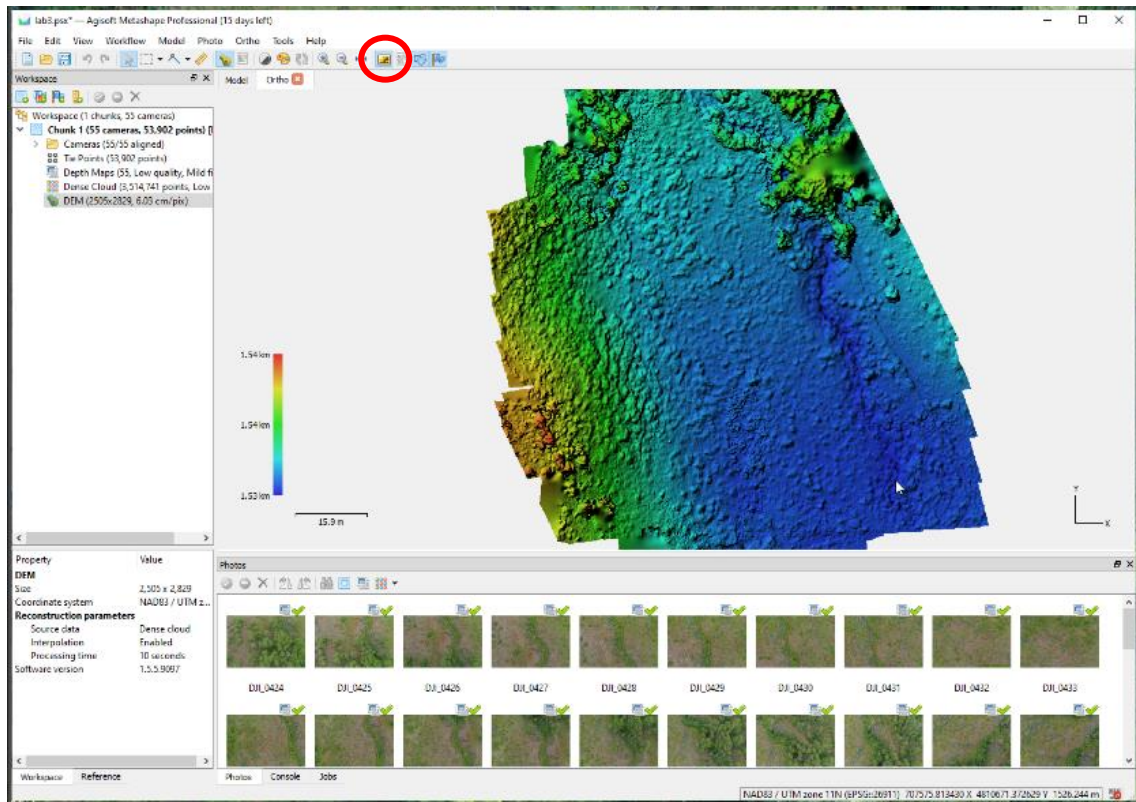 lab3.psx* — Agisoft Metashape Professional (15 days left)
File Edit View Workflow Model Photo Ortho Tools Help
Workspace
Model Ortho
Workspace (1 chunks, 55 cameras)
Chunk 1 (55 cameras, 53,902 points) [
Cameras (55/55 aligned)
Tie Points (53,902 points)
Depth Maps (55, Low quality, Mild fi
Dense Cloud (3,514,741 points, Low
DEM (2505x2829, 6.03 cm/pix)
1.54 km
1.54 km
1.53 km
15.9 m
Y
X
Property Value
DEM
Size 2,505 x 2,829
Coordinate system NAD83 / UTM z...
Reconstruction parameters
Source data Dense cloud
Interpolation Enabled
Processing time 10 seconds
Software version 1.5.5.9097
Photos
DJI_0424 DJI_0425 DJI_0426 DJI_0427 DJI_0428 DJI_0429 DJI_0430 DJI_0431 DJI_0432 DJI_0433
Workspace Reference
Photos Console Jobs
NAD83 / UTM zone 11N (EPSG::26911) 707575.813430 X 4810671.372629 Y 1526.244 m